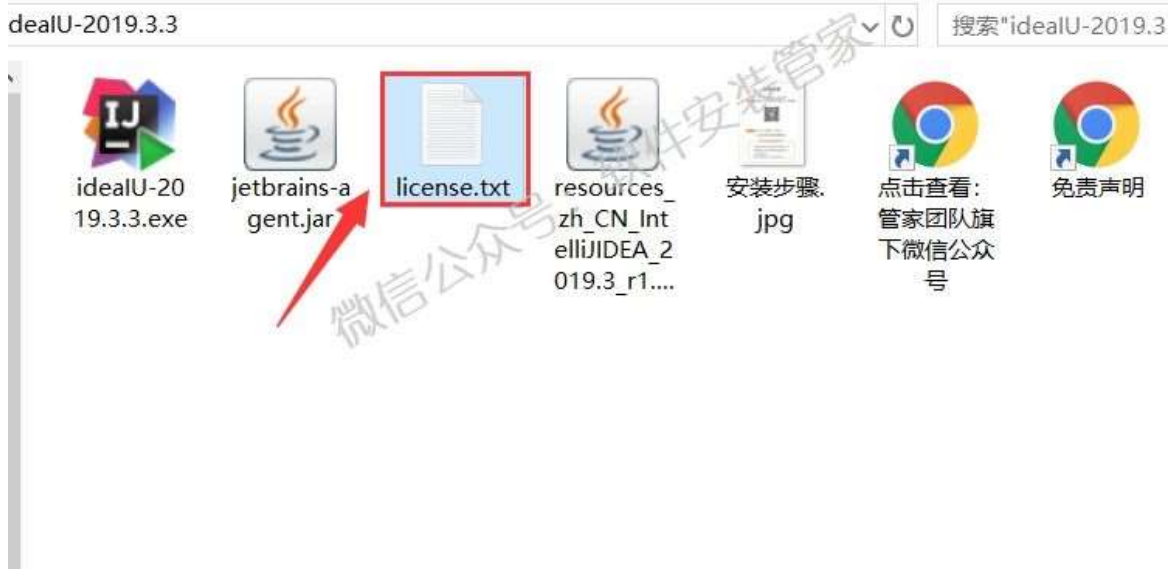 dealU-2019.3.3
搜索"ideaIU-2019.3
IJ
ideaIU-20
19.3.3.exe
jetbrains-a
gent.jar
license.txt
resources_
zh_CN_Int
elliJIDEA_2
019.3_r1....
安装步骤.
jpg
点击查看：
管家团队旗
下微信公众
号
免责声明
微信公众号：软件安装管家